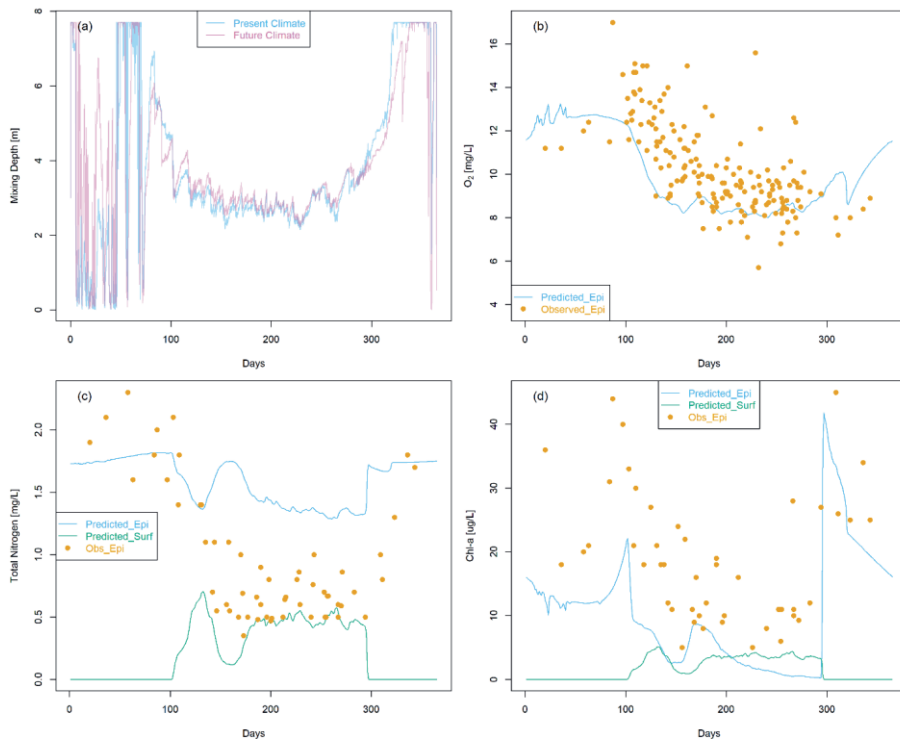 (a)
Present Climate
Future Climate
Mixing Depth [m]
8
6
4
2
0
0 100 200 300
Days
(b)
O2 [mg/L]
16
14
12
10
8
6
4
Predicted_Epi
Observed_Epi
0 100 200 300
Days
(c)
Total Nitrogen [mg/L]
2.0
1.5
1.0
0.5
0.0
Predicted_Epi
Predicted_Surf
Obs_Epi
0 100 200 300
Days
(d)
Predicted_Epi
Predicted_Surf
Obs_Epi
Chl-a [ug/L]
40
30
20
10
0
0 100 200 300
Days